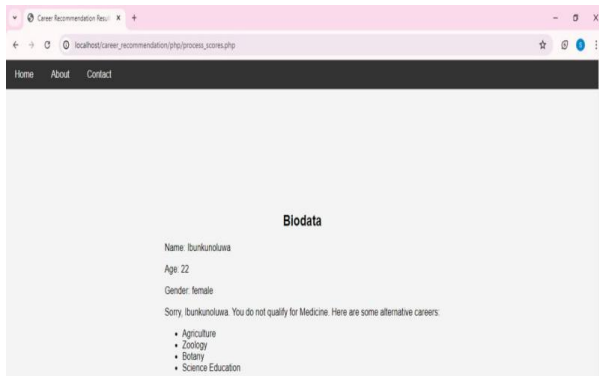 Career Recommendation Resul
localhost/career_recommendation/php/process_scores.php
Home About Contact
Biodata
Name: Ibunkunoluwa
Age: 22
Gender: female
Sorry, Ibunkunoluwa. You do not qualify for Medicine. Here are some alternative careers:
• Agriculture
• Zoology
• Botany
• Science Education